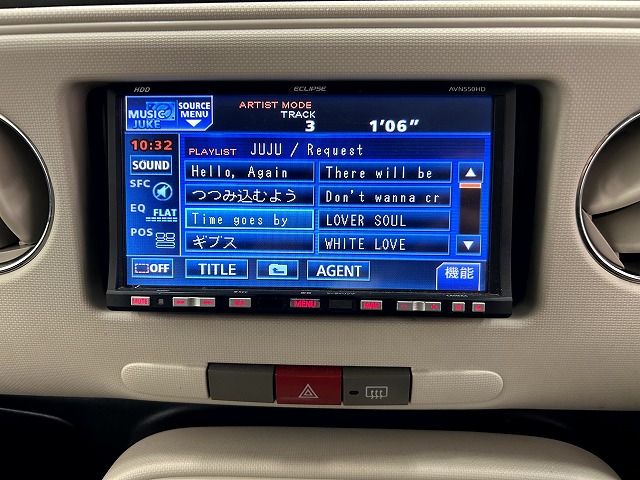 HDD ECLIPSE AVN550HD
MUSIC JUKE SOURCE MENU ARTIST MODE
TRACK
3 1'06”
10:32 PLAYLIST JUJU / Request
SOUND Hello, Again There will be
SFC つつみ込むよう Don't wanna cr
EQ FLAT Time goes by LOVER SOUL
POS ギブス WHITE LOVE
OFF TITLE AGENT 機能
MUTE MENU